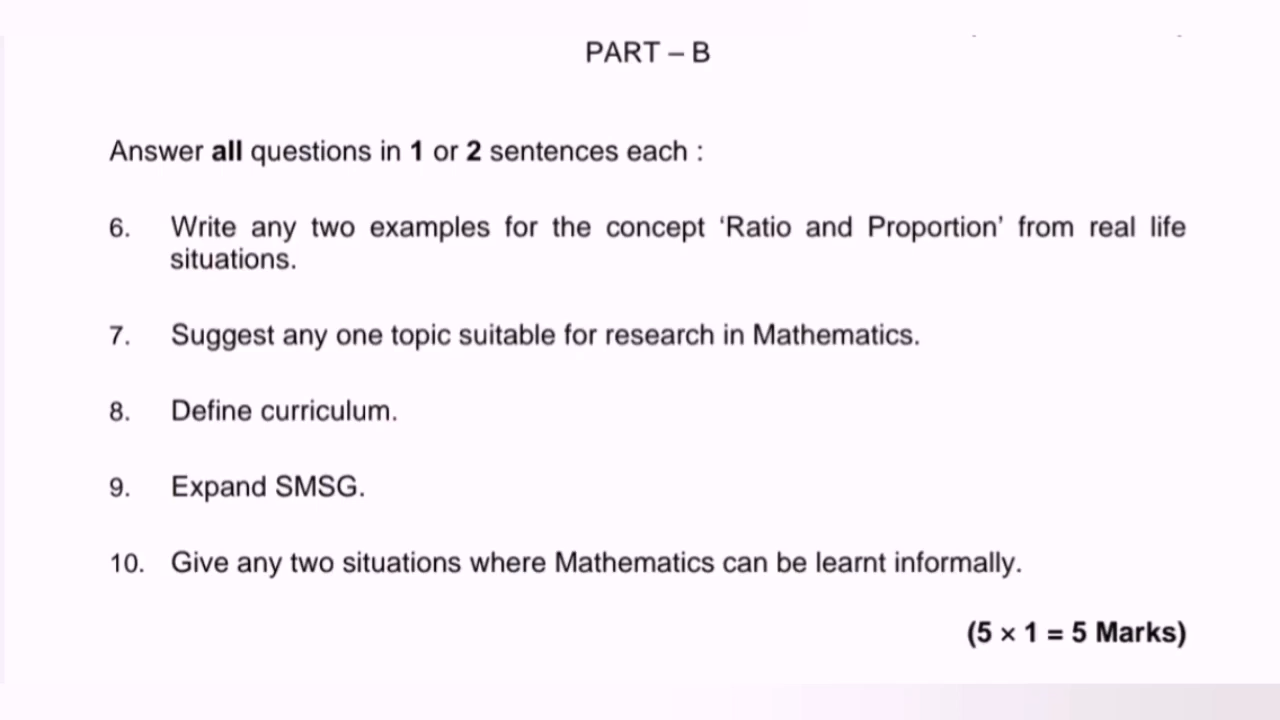 PART – B
Answer all questions in 1 or 2 sentences each :
6. Write any two examples for the concept ‘Ratio and Proportion’ from real life
situations.
7. Suggest any one topic suitable for research in Mathematics.
8. Define curriculum.
9. Expand SMSG.
10. Give any two situations where Mathematics can be learnt informally.
(5 × 1 = 5 Marks)